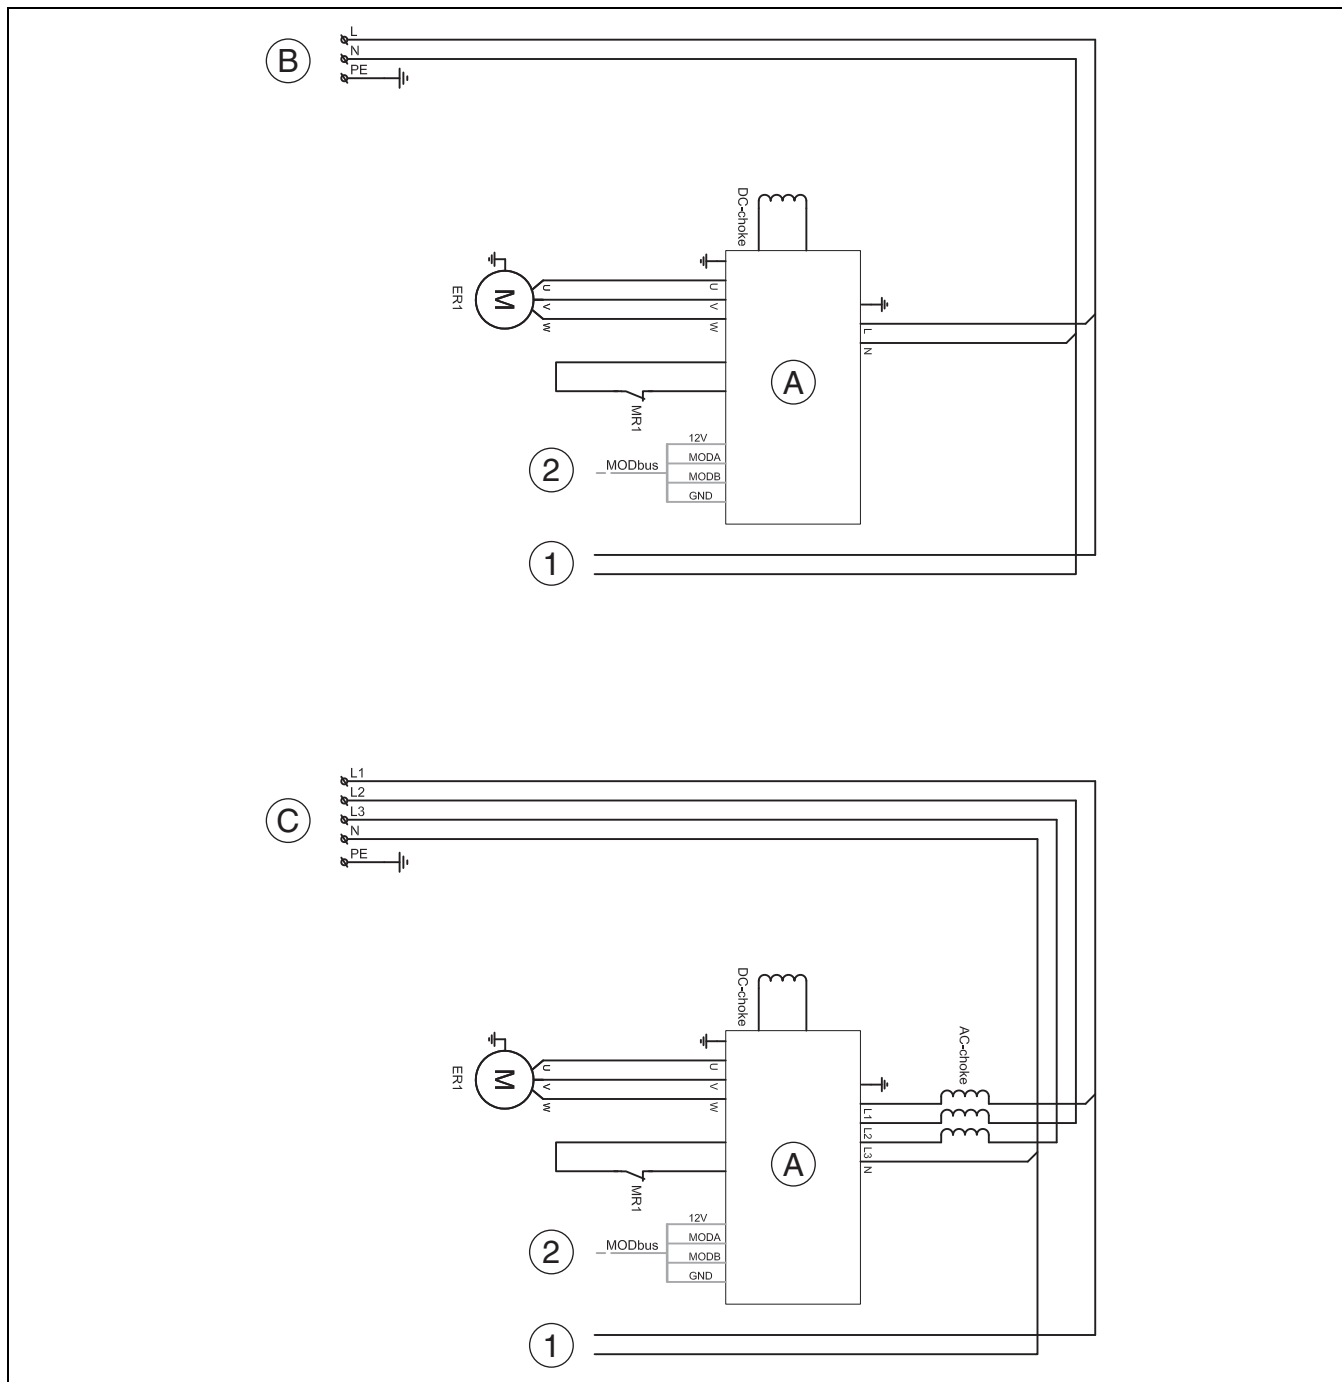 L
N
PE
B
DC-choke
ER1
M
U
V
W
U
V
W
L
N
A
MR1
12V
MODA
MODB
GND
MODbus
2
1
L1
L2
L3
N
PE
C
DC-choke
AC-choke
ER1
M
U
V
W
U
V
W
L1
L2
L3
N
A
MR1
12V
MODA
MODB
GND
MODbus
2
1